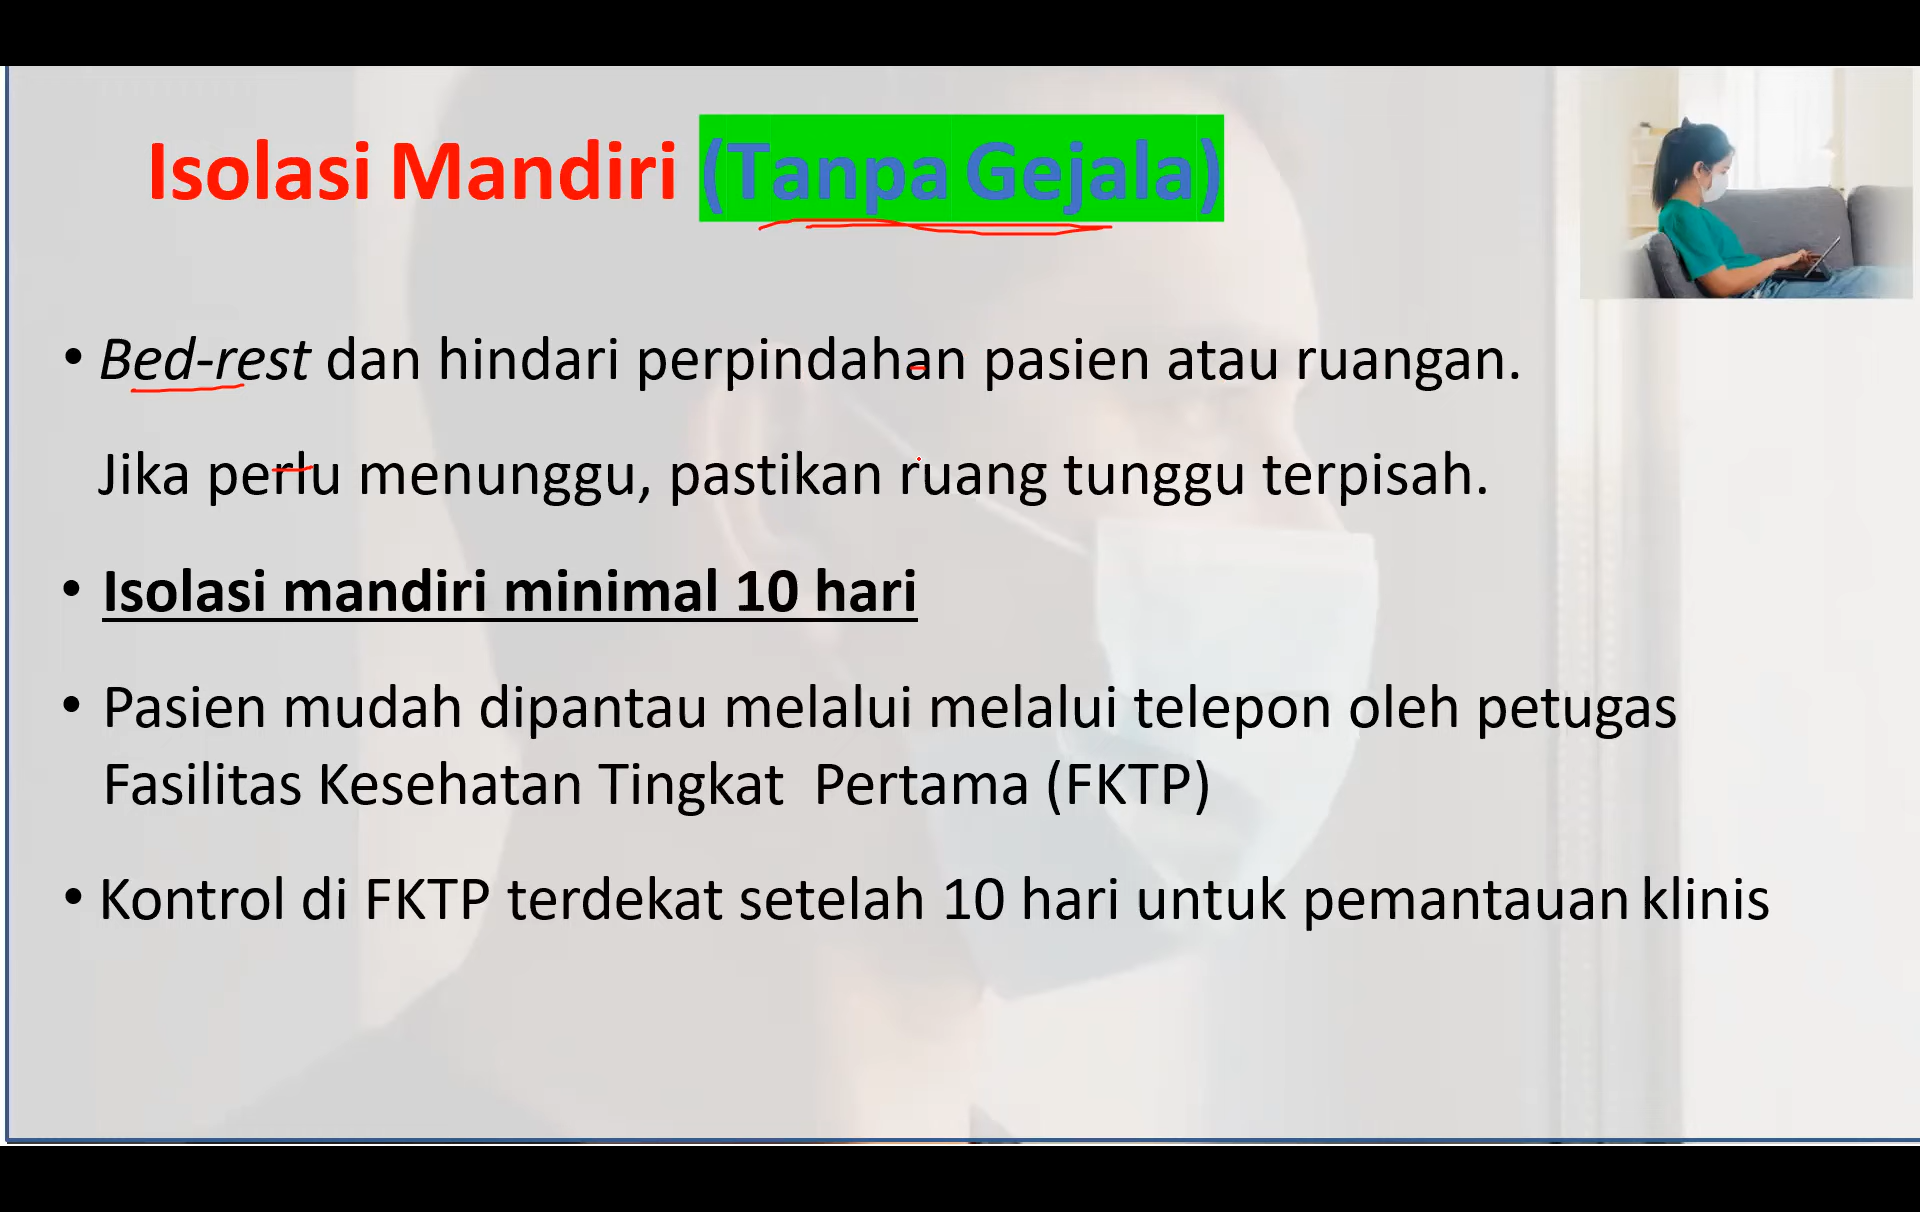 Isolasi Mandiri (Tanpa Gejala)
• Bed-rest dan hindari perpindahan pasien atau ruangan.
Jika perlu menunggu, pastikan ruang tunggu terpisah.
• Isolasi mandiri minimal 10 hari
• Pasien mudah dipantau melalui melalui telepon oleh petugas
Fasilitas Kesehatan Tingkat Pertama (FKTP)
• Kontrol di FKTP terdekat setelah 10 hari untuk pemantauan klinis